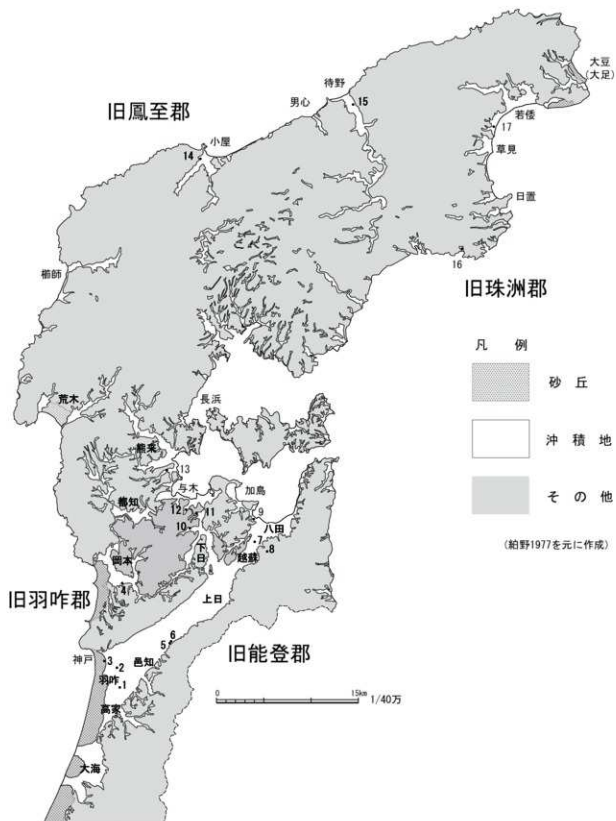 大豆
(大足)
待野
男心
15
若倭
旧鳳至郡
17
小屋
草見
14
日置
16
櫛師
旧珠洲郡
凡 例
砂 丘
沖 積 地
そ の 他
(絈野1977を元に作成)
荒木
長浜
熊来
13
与木
加島
9
櫛知
12
11
10
八田
7
8
下日
越蘇
岡本
4
旧羽咋郡
上日
旧能登郡
6
5
神戸
3
2
邑知
羽咋
1
高家
0
15km
1/40万
大海